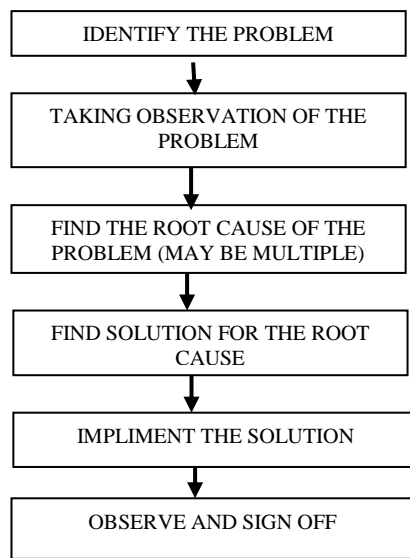 IDENTIFY THE PROBLEM
TAKING OBSERVATION OF THE
PROBLEM
FIND THE ROOT CAUSE OF THE
PROBLEM (MAY BE MULTIPLE)
FIND SOLUTION FOR THE ROOT
CAUSE
IMPLIMENT THE SOLUTION
OBSERVE AND SIGN OFF